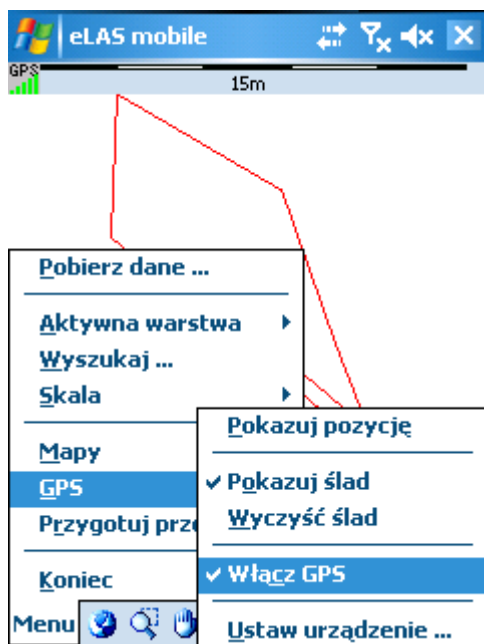 eLAS mobile
GPS
15m
Pobierz dane ...
Aktywna warstwa
Wyszukaj ...
Skala
Mapy
GPS
Przygotuj prze
Koniec
Pokazuj pozycję
Pokazuj ślad
Wyczyść ślad
Włącz GPS
Ustaw urządzenie ...
Menu